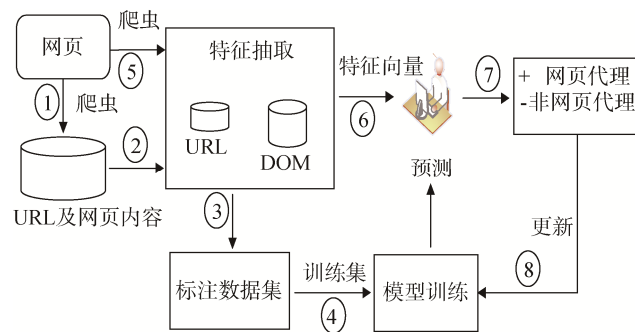 网页
爬虫
⑤
①
爬虫
URL及网页内容
②
特征抽取
URL
DOM
特征向量
⑥
⑦
+ 网页代理
-非网页代理
③
预测
更新
标注数据集
训练集
④
模型训练
⑧